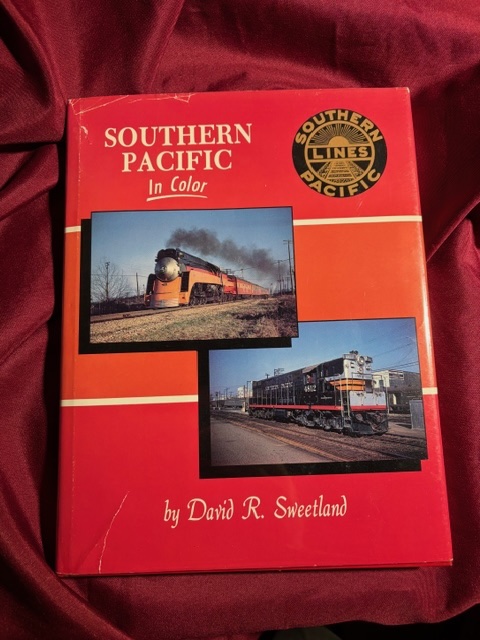 SOUTHERN
PACIFIC
In Color
SOUTHERN
LINES
PACIFIC
by David R. Sweetland